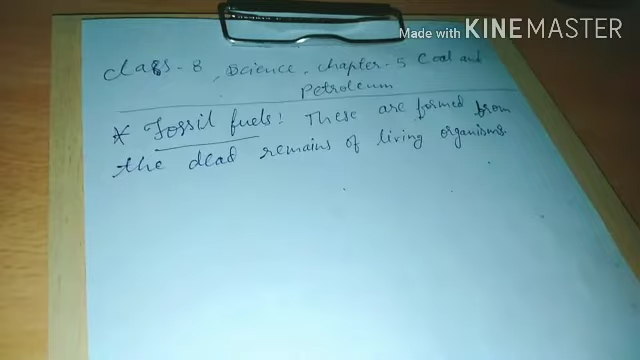 Made with KINEMASTER
Class - 8, Science, chapter - 5 Coal and
Petroleum
* Fossil fuels: These are formed from
the dead remains of living organisms